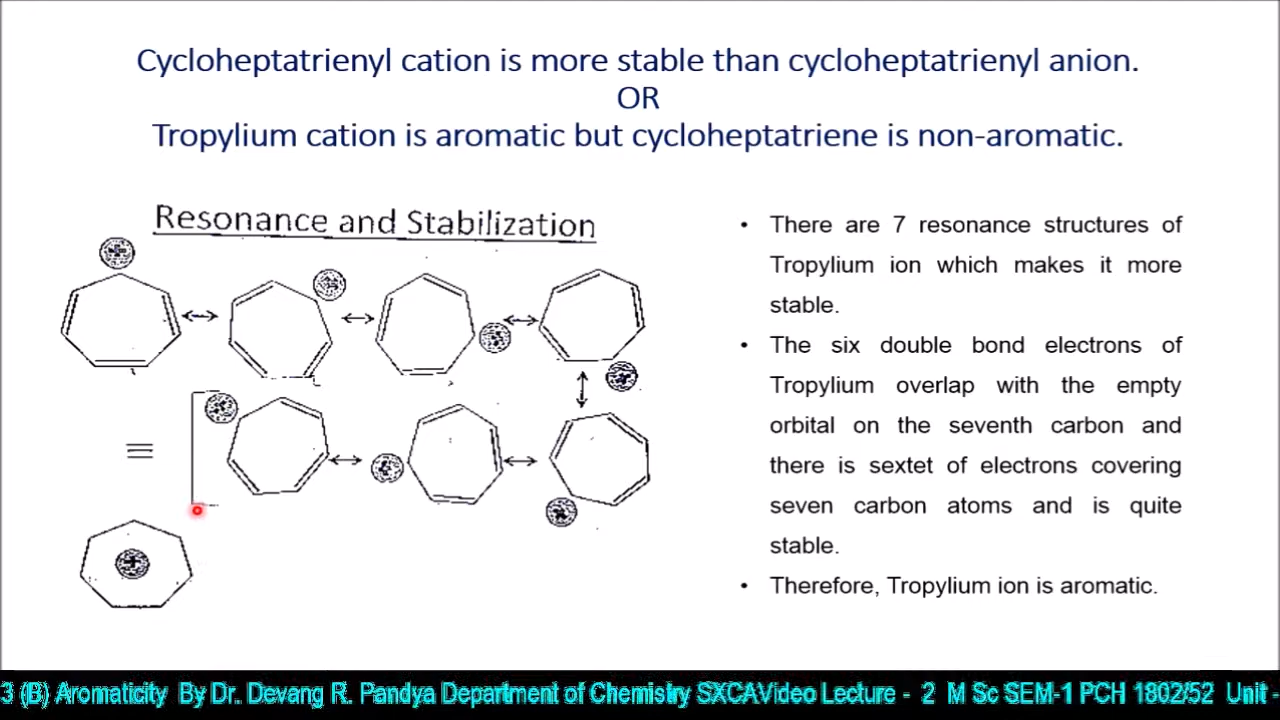 Cycloheptatrienyl cation is more stable than cycloheptatrienyl anion.
OR
Tropylium cation is aromatic but cycloheptatriene is non-aromatic.
Resonance and Stabilization
• There are 7 resonance structures of
Tropylium ion which makes it more
stable.
• The six double bond electrons of
Tropylium overlap with the empty
orbital on the seventh carbon and
there is sextet of electrons covering
seven carbon atoms and is quite
stable.
• Therefore, Tropylium ion is aromatic.
3 (B) Aromaticity By Dr. Devang R. Pandya Department of Chemistry SXCAVideo Lecture - 2 M Sc SEM-1 PCH 1802/52 Unit -